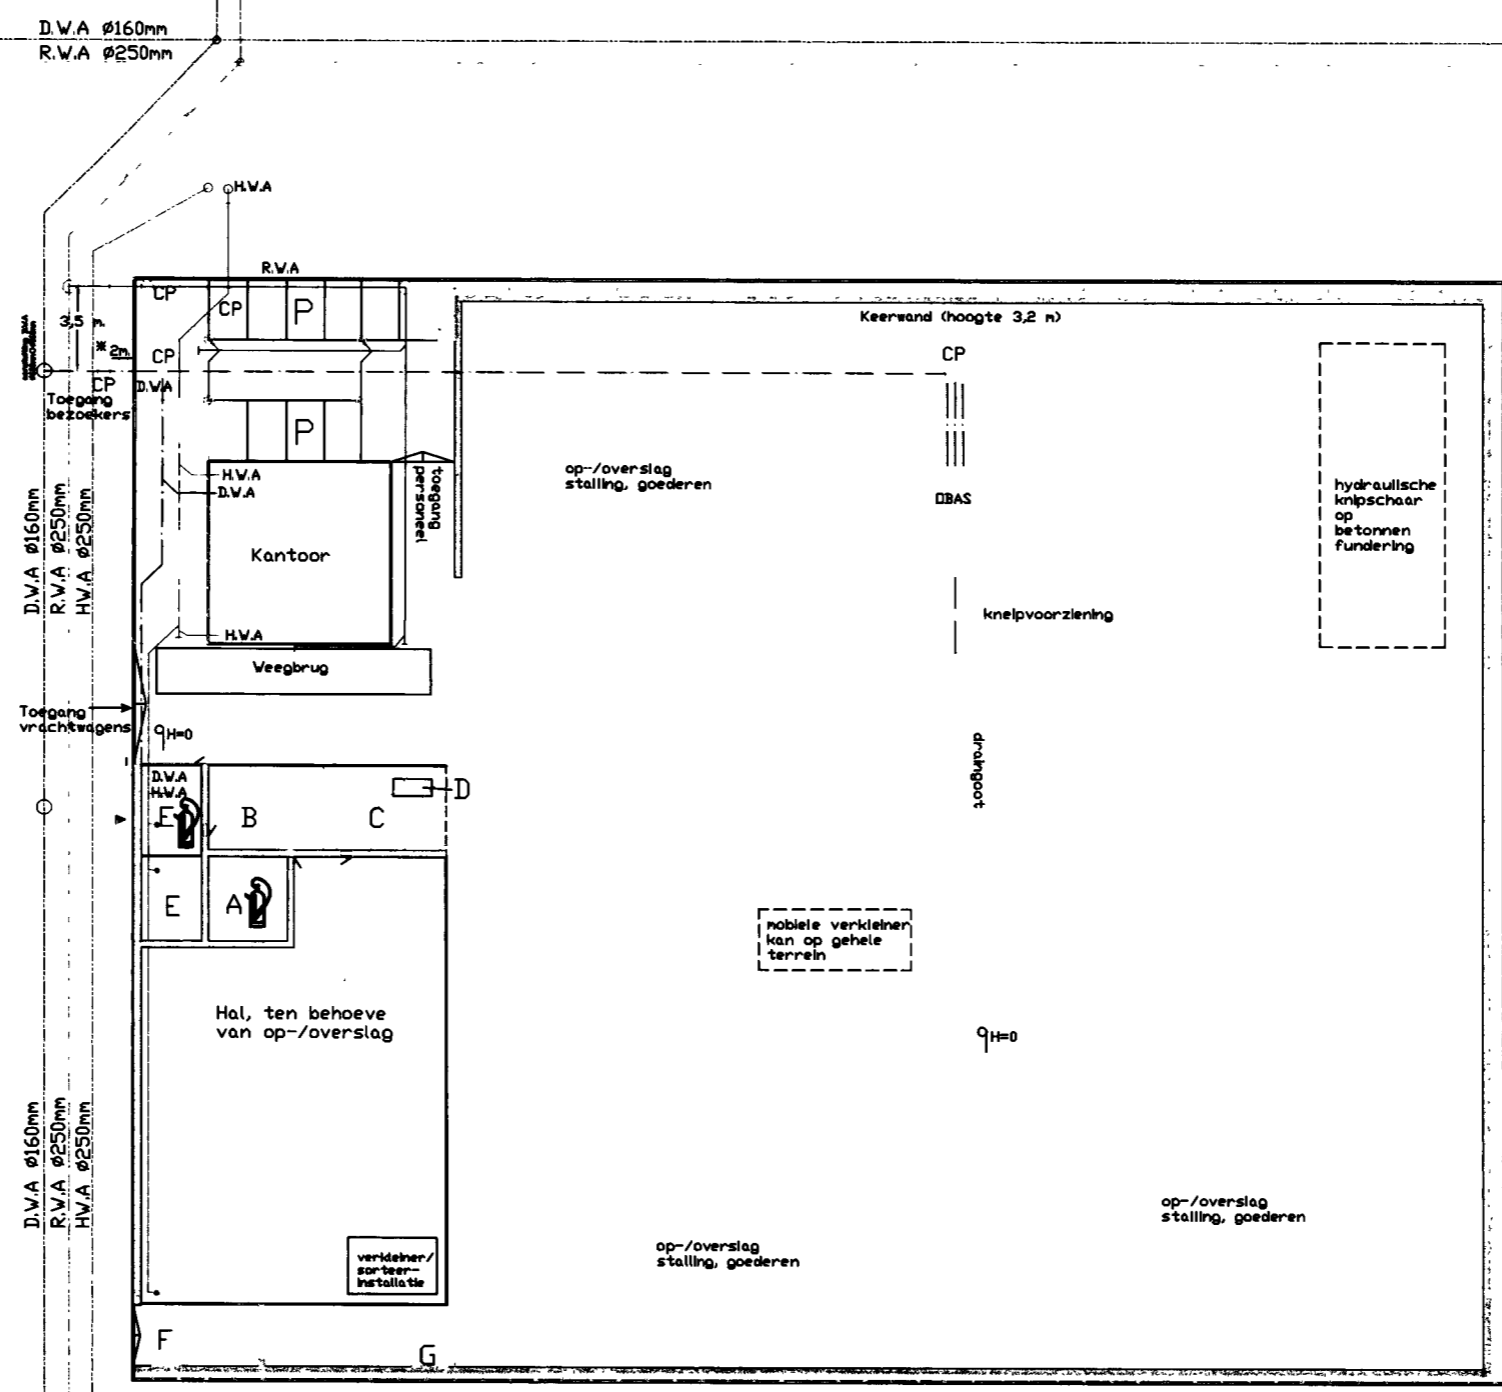 D.W.A Ø160mm
R.W.A Ø250mm
H.W.A
R.W.A
CP
CP
P
3,5 m.
* 2m.
CP
CP
D.W.A
Toegang
bezoekers
P
H.W.A
D.W.A
toegang
personeel
Kantoor
H.W.A
Weegbrug
D.W.A Ø160mm
R.W.A Ø250mm
HW.A Ø250mm
Toegang
vrachtwagens
H=0
D.W.A
H.W.A
E
B
C
D
E
A
Hal, ten behoeve
van op-/overslag
verkleiner/
sorteer-
installatie
D.W.A Ø160mm
R.W.A Ø250mm
HW.A Ø250mm
F
G
Keerwand (hoogte 3,2 m)
CP
op-/overslag
stalling, goederen
OBAS
hydraulische
knipschaar
op
betonnen
fundering
knelpvoorziening
draingoot
mobiele verkleiner
kan op gehele
terrein
H=0
op-/overslag
stalling, goederen
op-/overslag
stalling, goederen